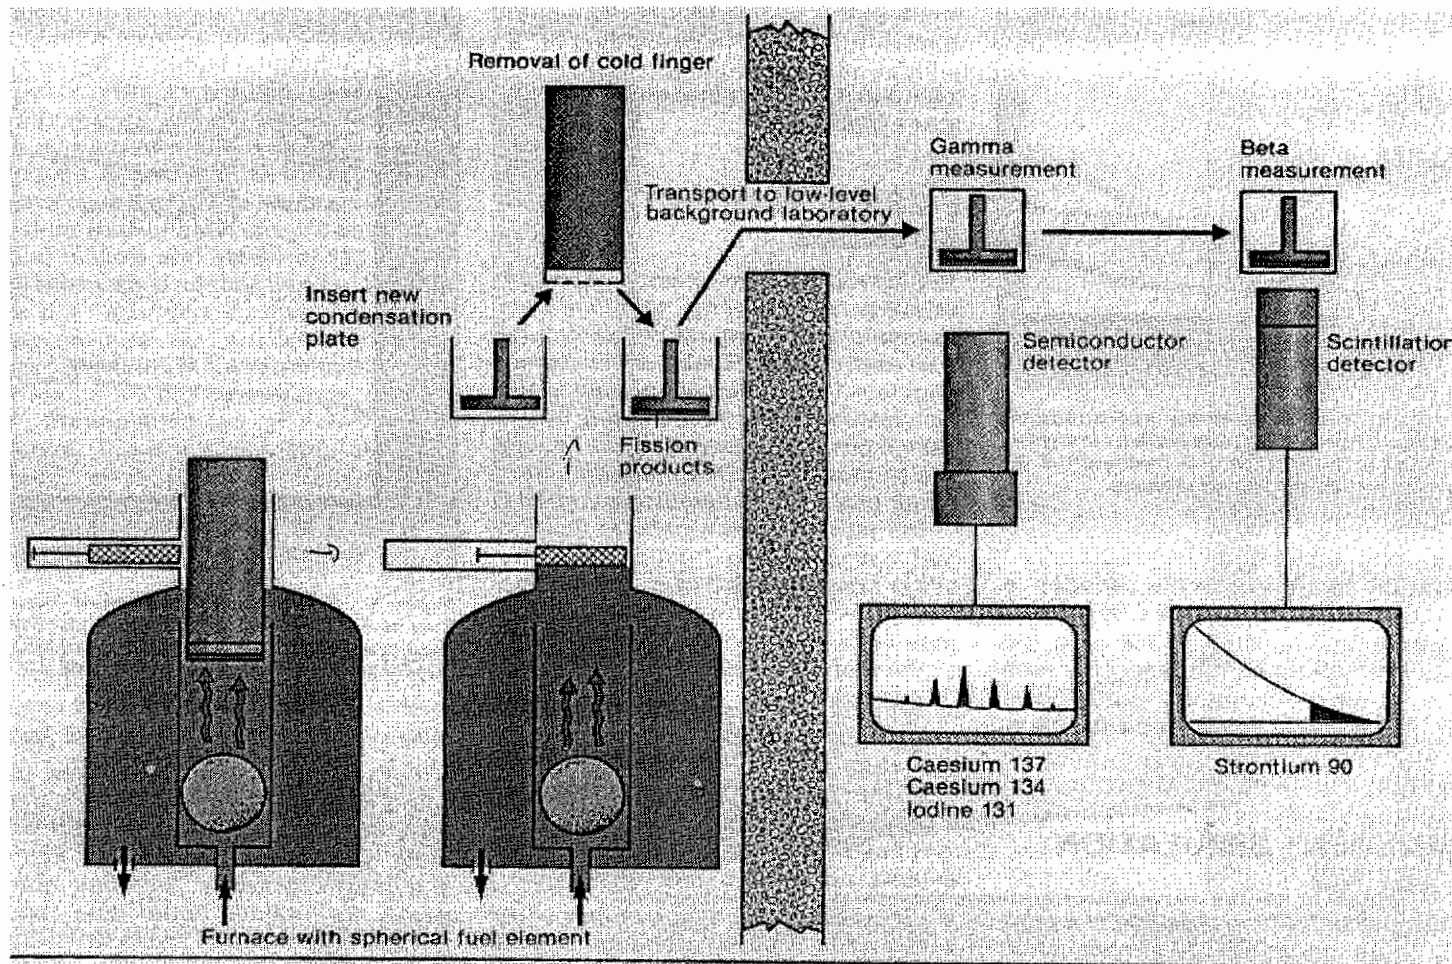 Removal of cold finger
Gamma
measurement
Beta
measurement
Transport to low-level
background laboratory
Insert new
condensation
plate
Semiconductor
detector
Scintillation
detector
Fission
products
Caesium 137
Caesium 134
Iodine 131
Strontium 90
Furnace with spherical fuel element